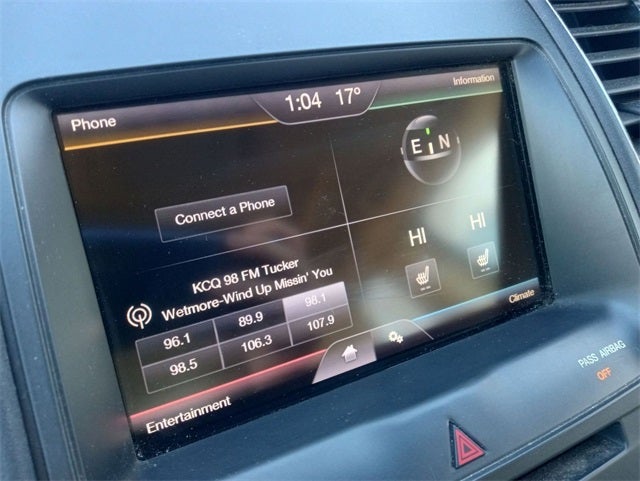 Phone
1:04 17°
Information
E N
Connect a Phone
HI HI
KCQ 98 FM Tucker
Wetmore-Wind Up Missin' You
96.1 89.9 98.1
98.5 106.3 107.9
Climate
Entertainment
PASS AIRBAG
OFF